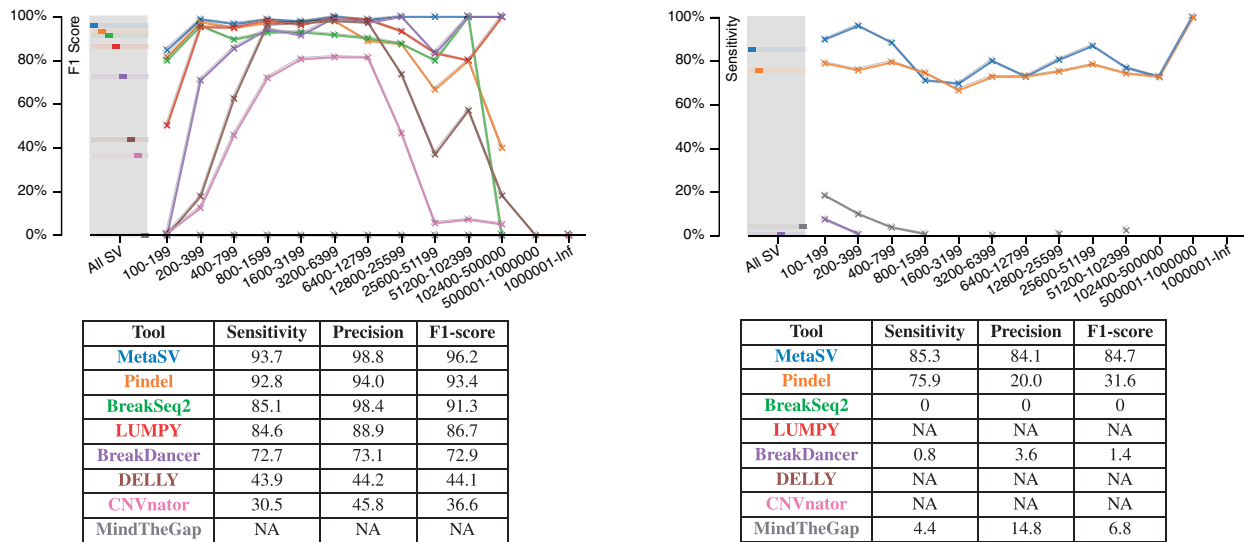 100%
80%
60%
40%
20%
0%
F1 Score
All SV
100-199
200-399
400-799
800-1599
1600-3199
3200-6399
6400-12799
12800-25599
25600-51199
51200-102399
102400-500000
500001-1000000
1000001-Inf
Tool Sensitivity Precision F1-score
MetaSV 93.7 98.8 96.2
Pindel 92.8 94.0 93.4
BreakSeq2 85.1 98.4 91.3
LUMPY 84.6 88.9 86.7
BreakDancer 72.7 73.1 72.9
DELLY 43.9 44.2 44.1
CNVnator 30.5 45.8 36.6
MindTheGap NA NA NA
100%
80%
60%
40%
20%
0%
Sensitivity
All SV
100-199
200-399
400-799
800-1599
1600-3199
3200-6399
6400-12799
12800-25599
25600-51199
51200-102399
102400-500000
500001-1000000
1000001-Inf
Tool Sensitivity Precision F1-score
MetaSV 85.3 84.1 84.7
Pindel 75.9 20.0 31.6
BreakSeq2 0 0 0
LUMPY NA NA NA
BreakDancer 0.8 3.6 1.4
DELLY NA NA NA
CNVnator NA NA NA
MindTheGap 4.4 14.8 6.8